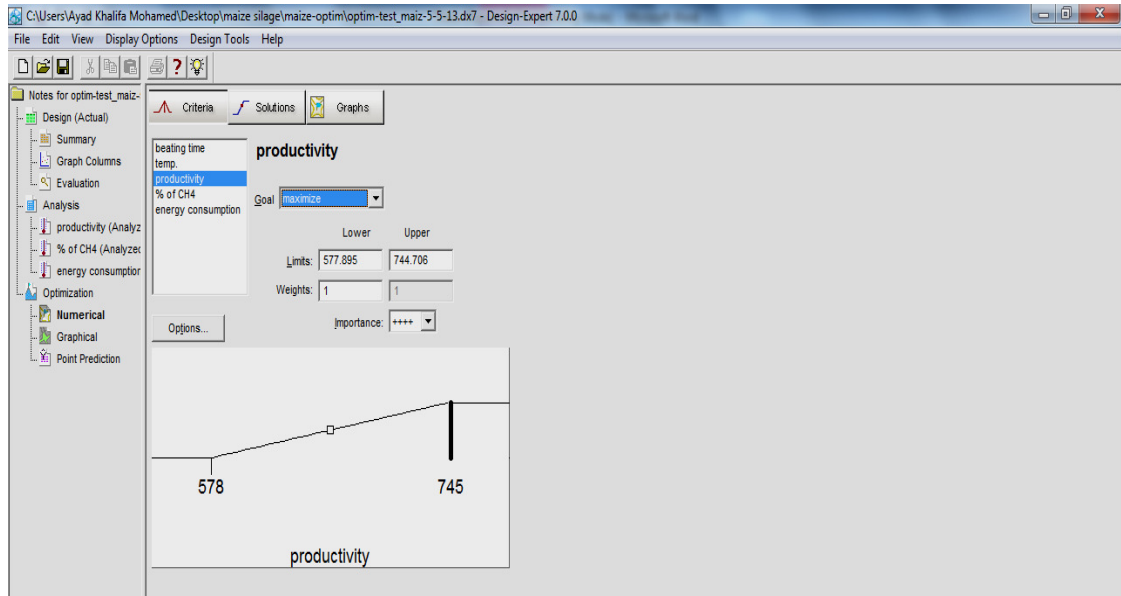 C:\Users\Ayad Khalifa Mohamed\Desktop\maize silage\maize-optim\optim-test_maiz-5-5-13.dx7 - Design-Expert 7.0.0
File Edit View Display Options Design Tools Help
Notes for optim-test_maiz-
Design (Actual)
Summary
Graph Columns
Evaluation
Analysis
productivity (Analyz
% of CH4 (Analyzec
energy consumption
Optimization
Numerical
Graphical
Point Prediction
Criteria Solutions Graphs
beating time
temp.
productivity
% of CH4
energy consumption
Options...
productivity
Goal maximize
Lower Upper
Limits: 577.895 744.706
Weights: 1 1
Importance: ++++
578 745
productivity